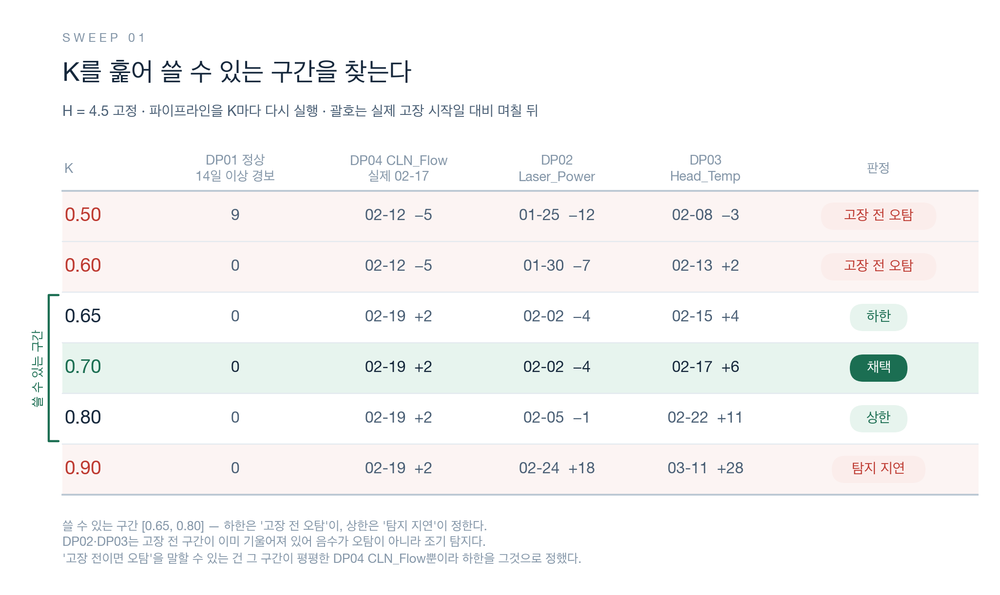 SWEEP 01
K를 훑어 쓸 수 있는 구간을 찾는다
H = 4.5 고정 · 파이프라인을 K마다 다시 실행 · 괄호는 실제 고장 시작일 대비 며칠 뒤
K
DP01 정상
14일 이상 경보
DP04 CLN_Flow
실제 02-17
DP02
Laser_Power
DP03
Head_Temp
판정
0.50 9 02-12 −5 01-25 −12 02-08 −3 고장 전 오탐
0.60 0 02-12 −5 01-30 −7 02-13 +2 고장 전 오탐
쓸 수 있는 구간
0.65 0 02-19 +2 02-02 −4 02-15 +4 하한
0.70 0 02-19 +2 02-02 −4 02-17 +6 채택
0.80 0 02-19 +2 02-05 −1 02-22 +11 상한
0.90 0 02-19 +2 02-24 +18 03-11 +28 탐지 지연
쓸 수 있는 구간 [0.65, 0.80] — 하한은 '고장 전 오탐'이, 상한은 '탐지 지연'이 정한다.
DP02·DP03는 고장 전 구간이 이미 기울어져 있어 음수가 오탐이 아니라 조기 탐지다.
'고장 전이면 오탐'을 말할 수 있는 건 그 구간이 평평한 DP04 CLN_Flow뿐이라 하한을 그것으로 정했다.